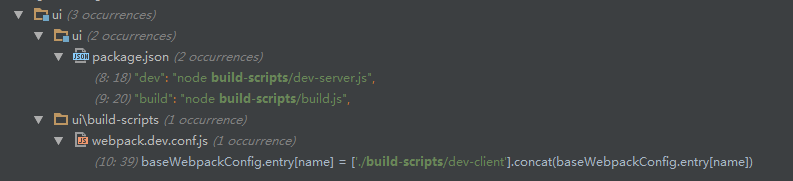 ui (3 occurrences)
ui (2 occurrences)
package.json (2 occurrences)
(8: 18) "dev": "node build-scripts/dev-server.js",
(9: 20) "build": "node build-scripts/build.js",
ui\build-scripts (1 occurrence)
webpack.dev.conf.js (1 occurrence)
(10: 39) baseWebpackConfig.entry[name] = ['./build-scripts/dev-client'].concat(baseWebpackConfig.entry[name])